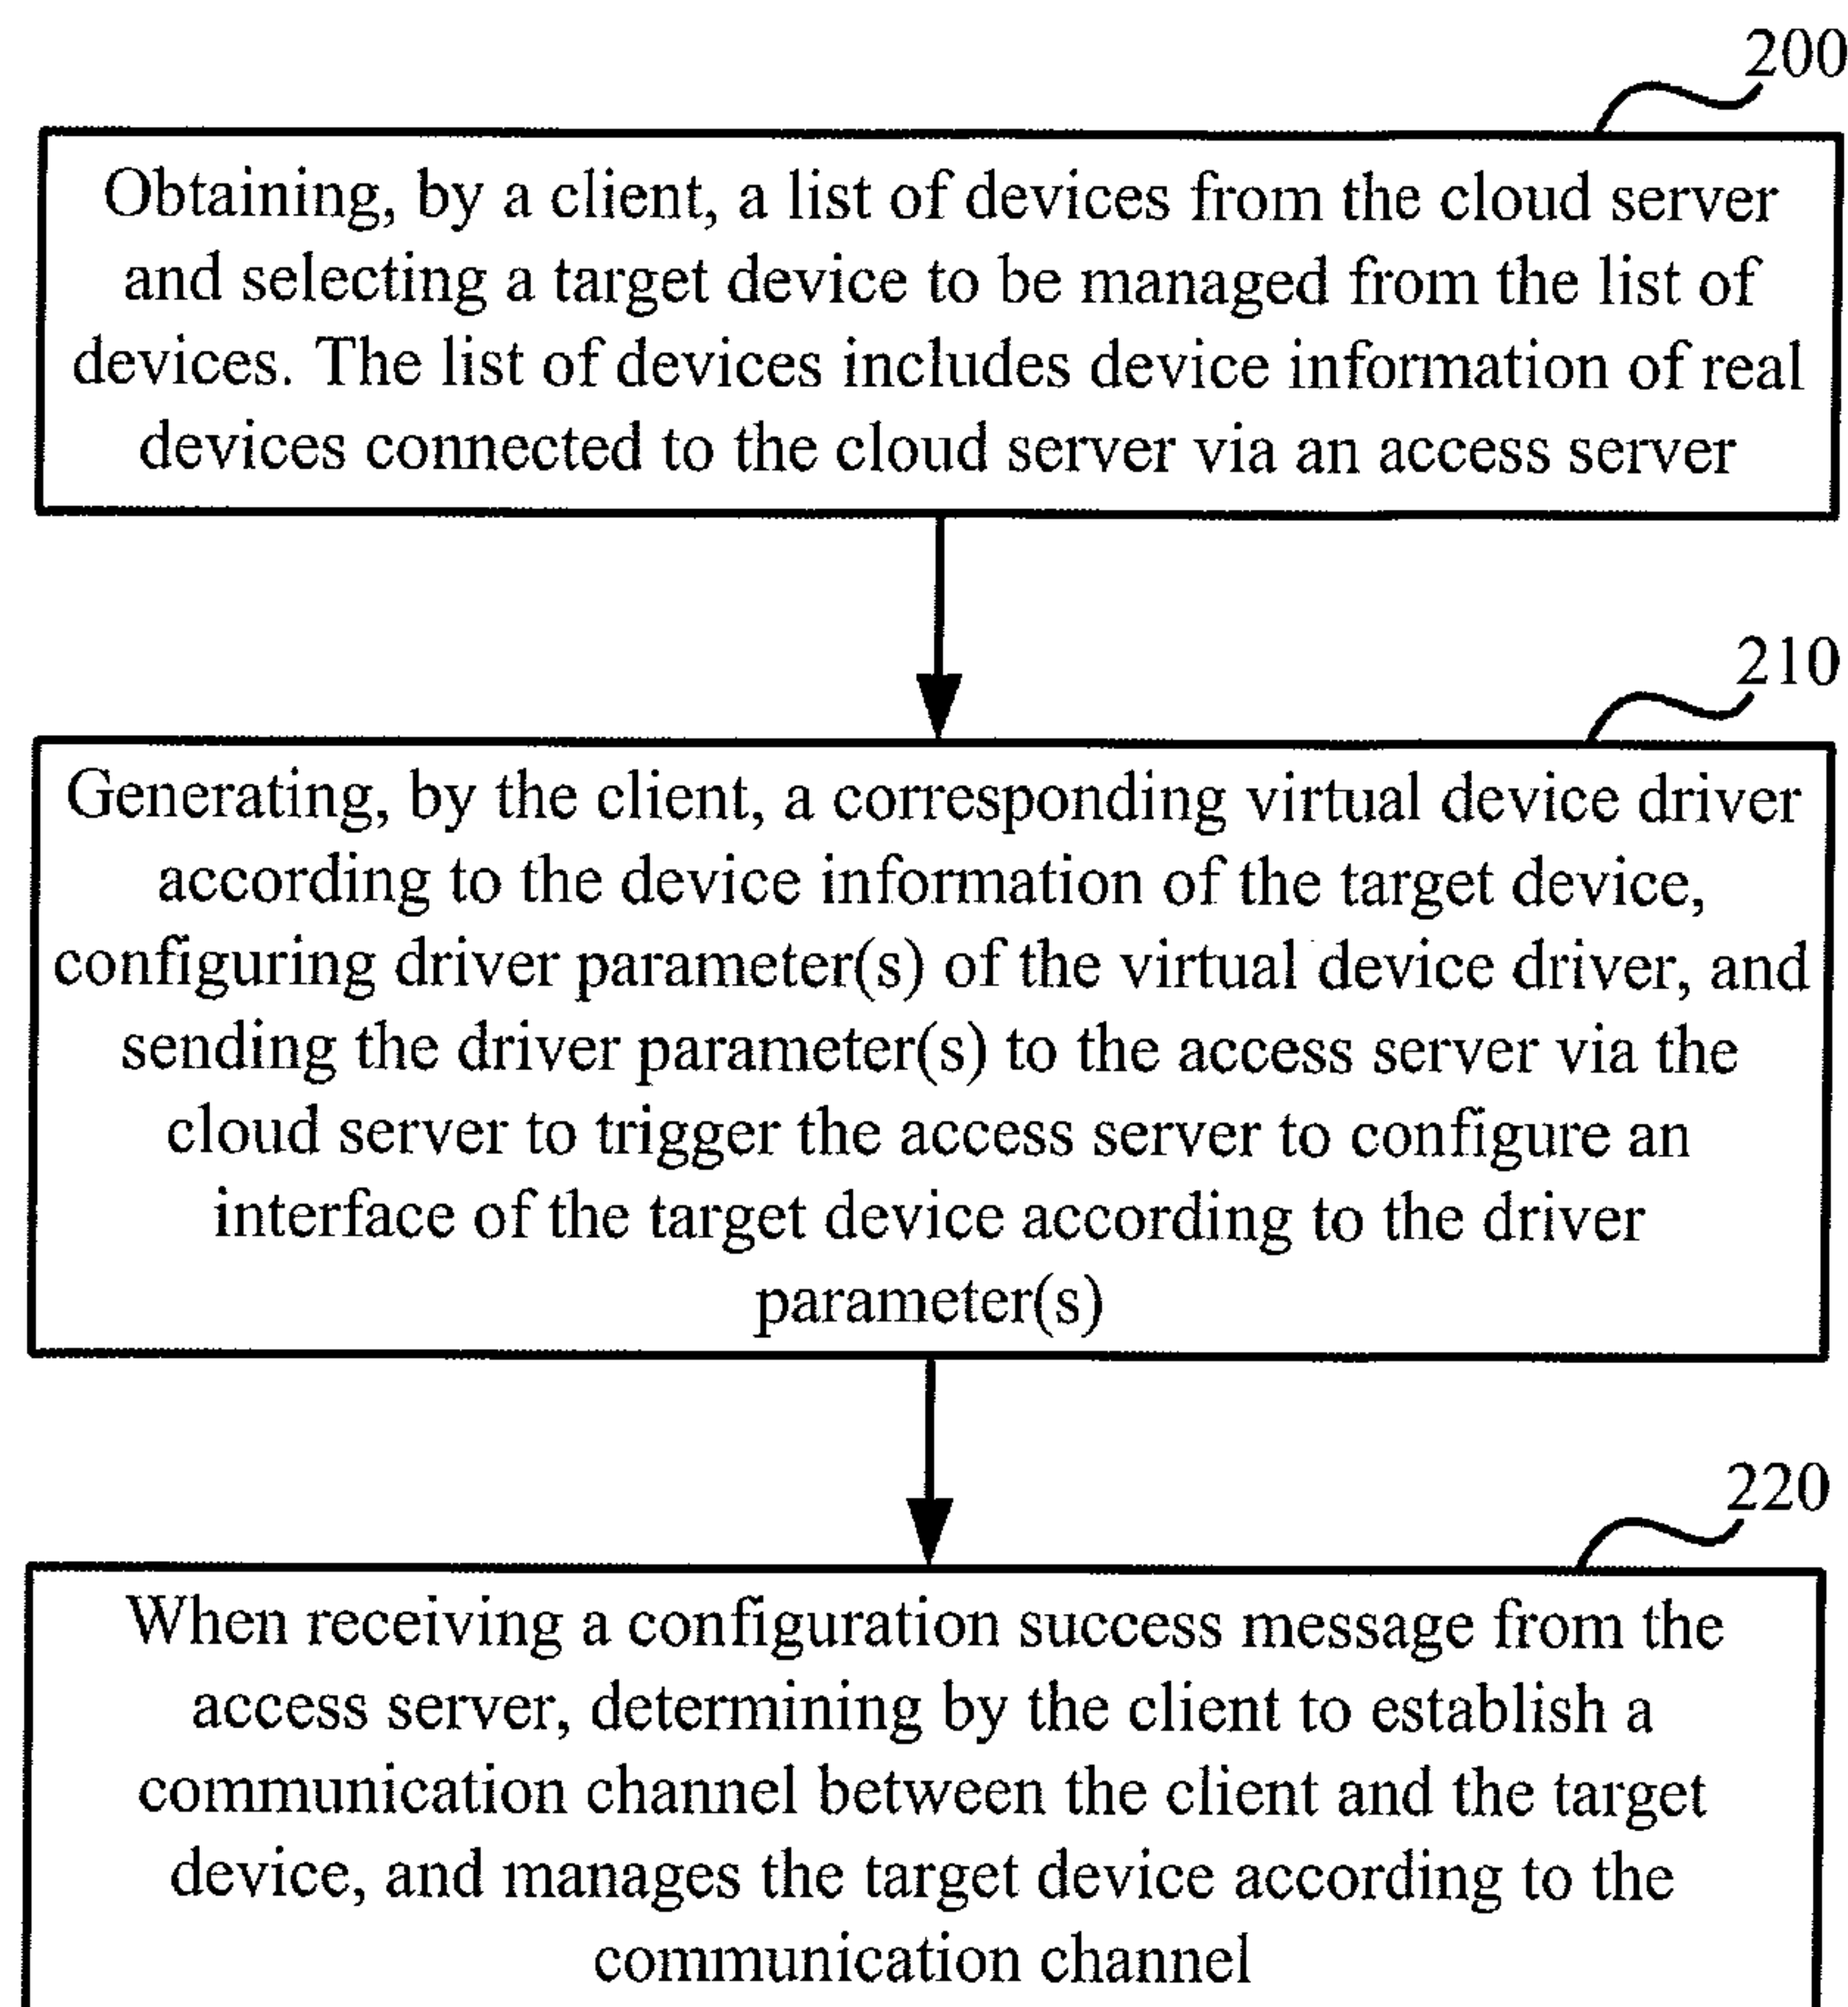 200
Obtaining, by a client, a list of devices from the cloud server
and selecting a target device to be managed from the list of
devices. The list of devices includes device information of real
devices connected to the cloud server via an access server
210
Generating, by the client, a corresponding virtual device driver
according to the device information of the target device,
configuring driver parameter(s) of the virtual device driver, and
sending the driver parameter(s) to the access server via the
cloud server to trigger the access server to configure an
interface of the target device according to the driver
parameter(s)
220
When receiving a configuration success message from the
access server, determining by the client to establish a
communication channel between the client and the target
device, and manages the target device according to the
communication channel